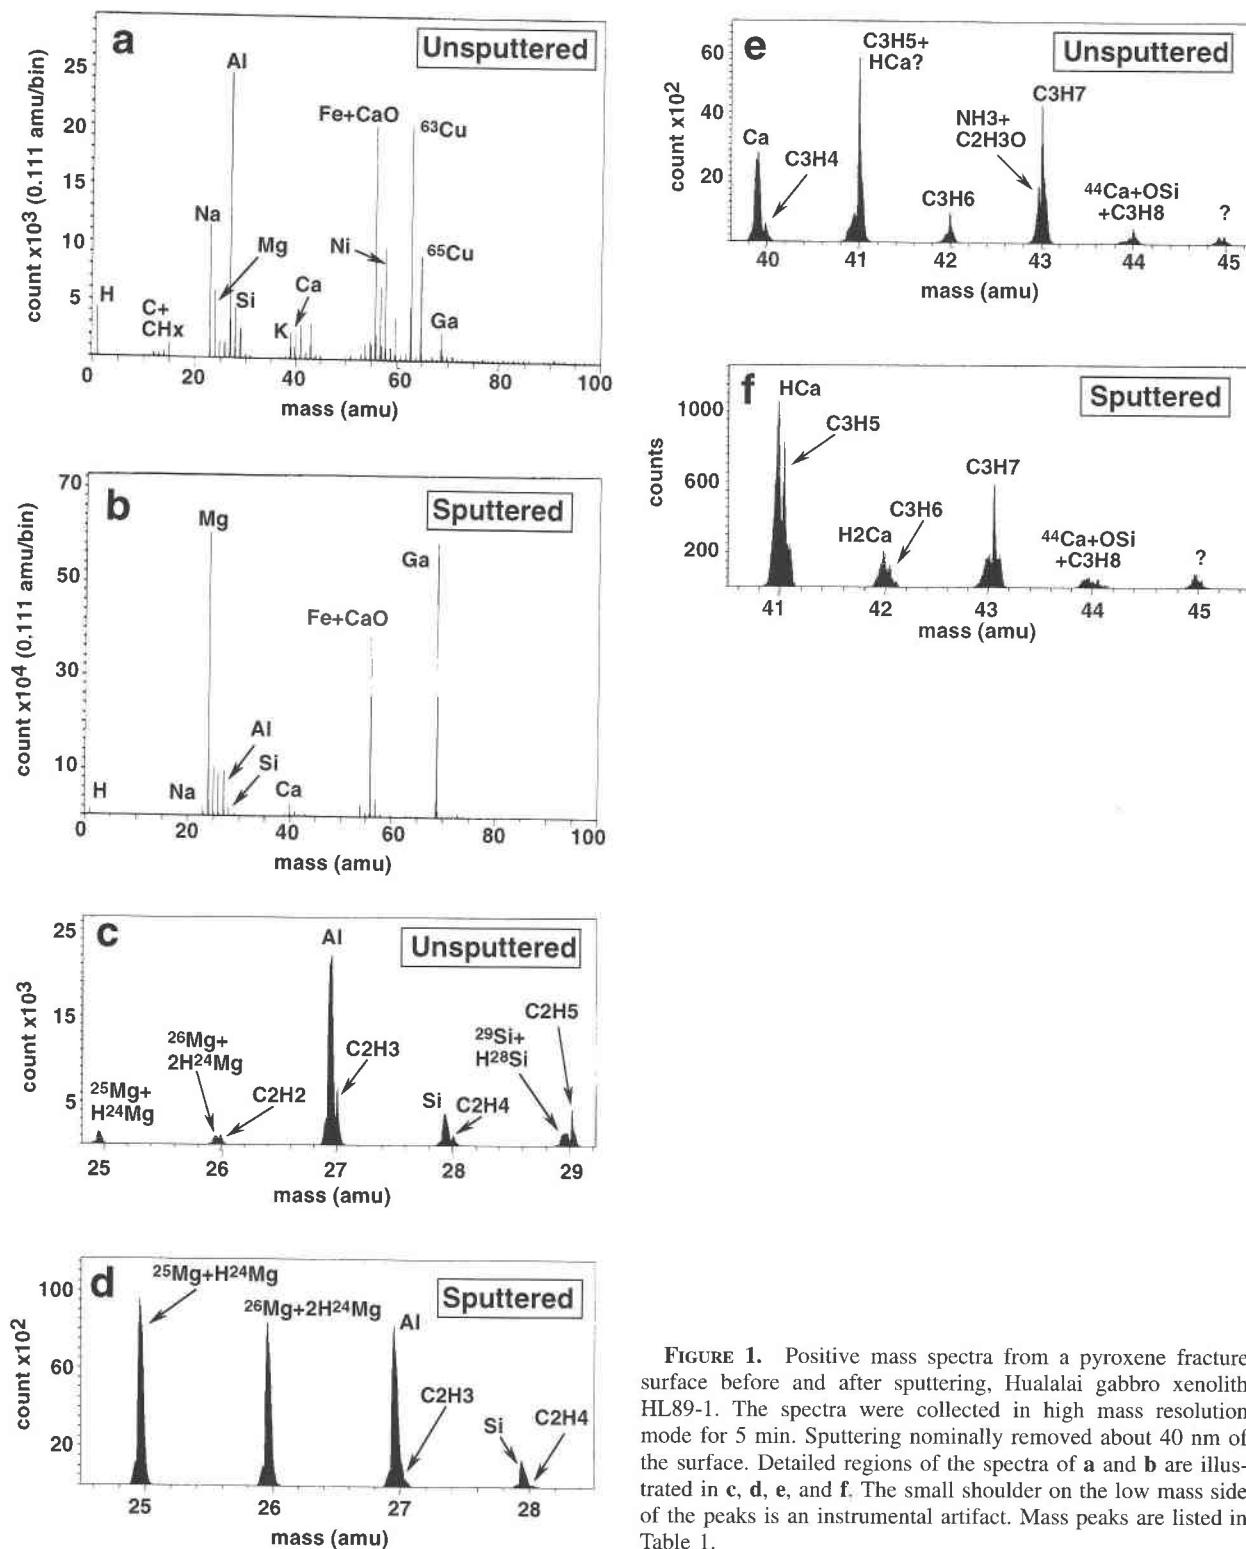 a
Unsputtered
count x10³ (0.111 amu/bin)
25
20
15
10
5
H
C+
CHx
Na
Mg
Al
Si
K
Ca
Fe+CaO
Ni
⁶³Cu
⁶⁵Cu
Ga
0 20 40 60 80 100
mass (amu)
b
Sputtered
count x10⁴ (0.111 amu/bin)
70
50
30
10
H
Na
Mg
Al
Si
Ca
Fe+CaO
Ga
20 40 60 80 100
mass (amu)
c
Unsputtered
count x10³
25
15
5
²⁵Mg+
H²⁴Mg
²⁶Mg+
2H²⁴Mg
C2H2
Al
C2H3
Si
C2H4
²⁹Si+
H²⁸Si
C2H5
25 26 27 28 29
mass (amu)
d
Sputtered
count x10²
100
60
20
²⁵Mg+H²⁴Mg
²⁶Mg+2H²⁴Mg
Al
C2H3
Si
C2H4
25 26 27 28
mass (amu)
e
Unsputtered
count x10²
60
40
20
Ca
C3H4
C3H5+
HCa?
C3H6
NH3+
C2H3O
C3H7
⁴⁴Ca+OSi
+C3H8
?
40 41 42 43 44 45
mass (amu)
f
Sputtered
counts
1000
600
200
HCa
C3H5
H2Ca
C3H6
C3H7
⁴⁴Ca+OSi
+C3H8
?
41 42 43 44 45
mass (amu)
FIGURE 1. Positive mass spectra from a pyroxene fracture
surface before and after sputtering, Hualalai gabbro xenolith
HL89-1. The spectra were collected in high mass resolution
mode for 5 min. Sputtering nominally removed about 40 nm of
the surface. Detailed regions of the spectra of a and b are illus-
trated in c, d, e, and f. The small shoulder on the low mass side
of the peaks is an instrumental artifact. Mass peaks are listed in
Table 1.